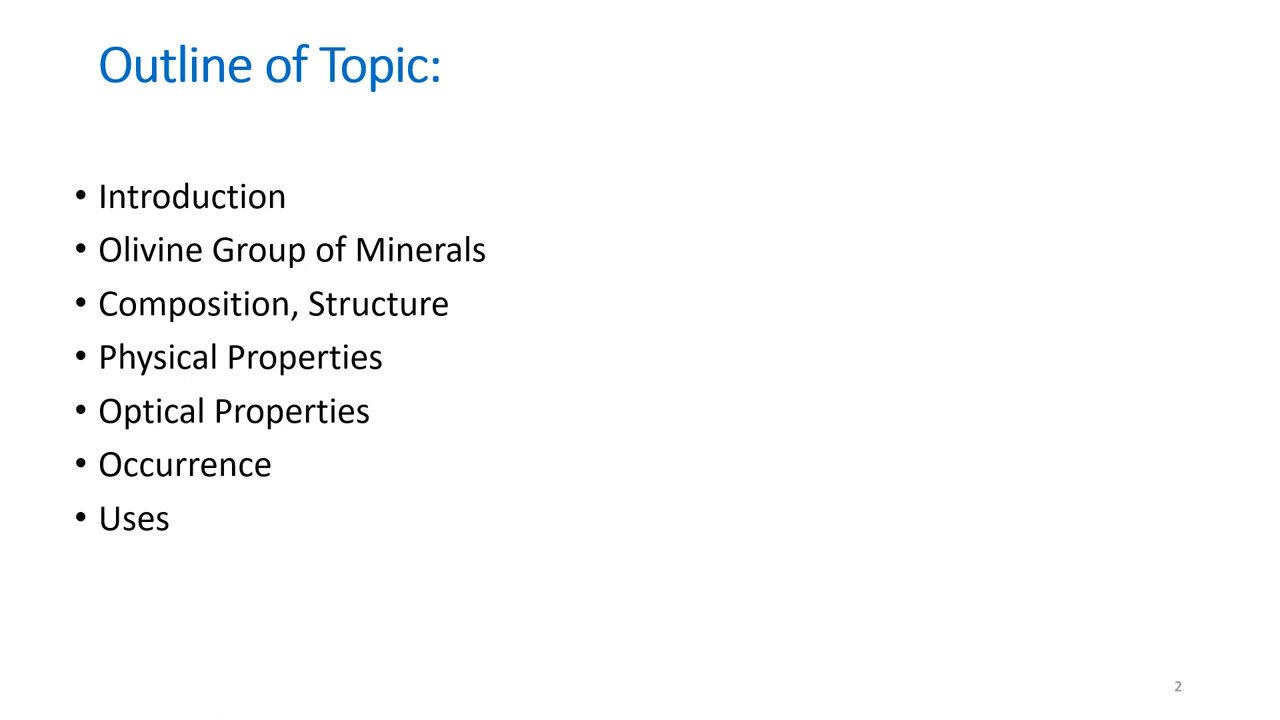 Outline of Topic:
• Introduction
• Olivine Group of Minerals
• Composition, Structure
• Physical Properties
• Optical Properties
• Occurrence
• Uses
2